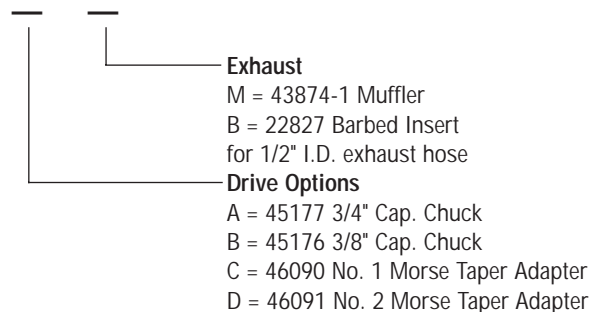 Exhaust
M = 43874-1 Muffler
B = 22827 Barbed Insert
for 1/2" I.D. exhaust hose
Drive Options
A = 45177 3/4" Cap. Chuck
B = 45176 3/8" Cap. Chuck
C = 46090 No. 1 Morse Taper Adapter
D = 46091 No. 2 Morse Taper Adapter